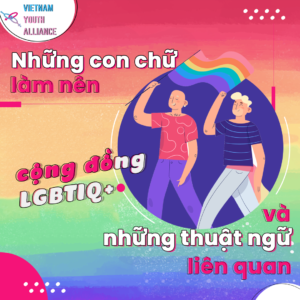 VIETNAM
YOUTH
ALLIANCE
Những con chữ
làm nên
cộng đồng
LGBTIQ+
và
những thuật ngữ
liên quan